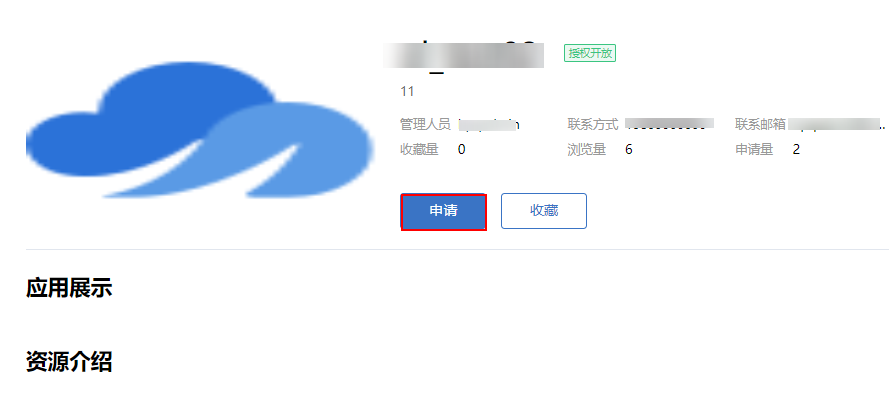 授权开放
11
管理人员 联系方式 联系邮箱
收藏量 0 浏览量 6 申请量 2
申请 收藏
应用展示
资源介绍